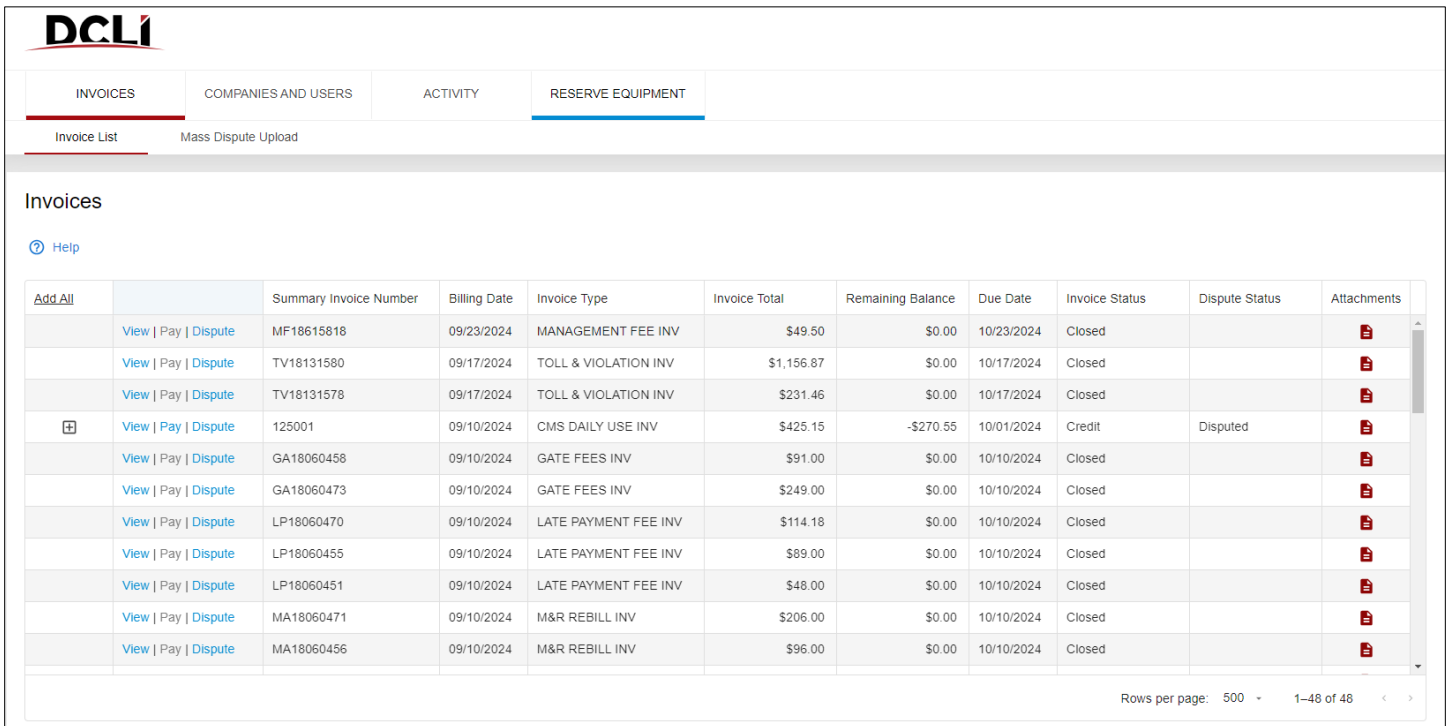 DCLI
INVOICES COMPANIES AND USERS ACTIVITY RESERVE EQUIPMENT
Invoice List Mass Dispute Upload
Invoices
Help
Add All Summary Invoice Number Billing Date Invoice Type Invoice Total Remaining Balance Due Date Invoice Status Dispute Status Attachments
View | Pay | Dispute MF18615818 09/23/2024 MANAGEMENT FEE INV $49.50 $0.00 10/23/2024 Closed
View | Pay | Dispute TV18131580 09/17/2024 TOLL & VIOLATION INV $1,156.87 $0.00 10/17/2024 Closed
View | Pay | Dispute TV18131578 09/17/2024 TOLL & VIOLATION INV $231.46 $0.00 10/17/2024 Closed
View | Pay | Dispute 125001 09/10/2024 CMS DAILY USE INV $425.15 -$270.55 10/01/2024 Credit Disputed
View | Pay | Dispute GA18060458 09/10/2024 GATE FEES INV $91.00 $0.00 10/10/2024 Closed
View | Pay | Dispute GA18060473 09/10/2024 GATE FEES INV $249.00 $0.00 10/10/2024 Closed
View | Pay | Dispute LP18060470 09/10/2024 LATE PAYMENT FEE INV $114.18 $0.00 10/10/2024 Closed
View | Pay | Dispute LP18060455 09/10/2024 LATE PAYMENT FEE INV $89.00 $0.00 10/10/2024 Closed
View | Pay | Dispute LP18060451 09/10/2024 LATE PAYMENT FEE INV $48.00 $0.00 10/10/2024 Closed
View | Pay | Dispute MA18060471 09/10/2024 M&R REBILL INV $206.00 $0.00 10/10/2024 Closed
View | Pay | Dispute MA18060456 09/10/2024 M&R REBILL INV $96.00 $0.00 10/10/2024 Closed
Rows per page: 500 1–48 of 48